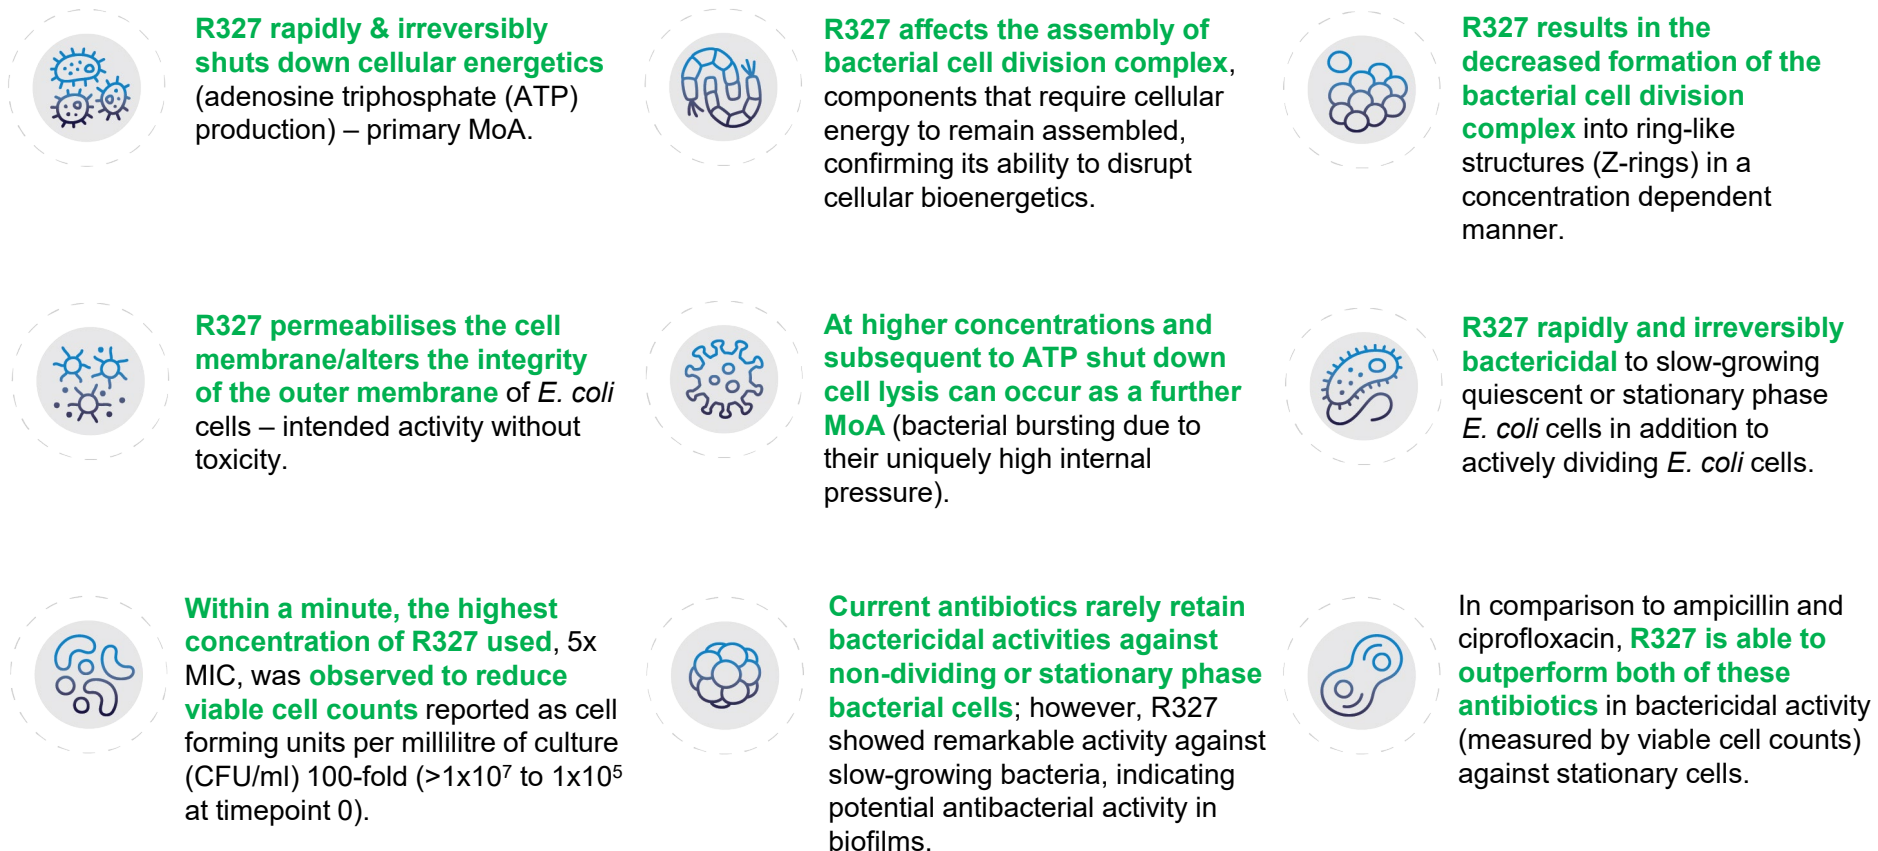 R327 rapidly & irreversibly
shuts down cellular energetics
(adenosine triphosphate (ATP)
production) – primary MoA.
R327 affects the assembly of
bacterial cell division complex,
components that require cellular
energy to remain assembled,
confirming its ability to disrupt
cellular bioenergetics.
R327 results in the
decreased formation of the
bacterial cell division
complex into ring-like
structures (Z-rings) in a
concentration dependent
manner.
R327 permeabilises the cell
membrane/alters the integrity
of the outer membrane of E. coli
cells – intended activity without
toxicity.
At higher concentrations and
subsequent to ATP shut down
cell lysis can occur as a further
MoA (bacterial bursting due to
their uniquely high internal
pressure).
R327 rapidly and irreversibly
bactericidal to slow-growing
quiescent or stationary phase
E. coli cells in addition to
actively dividing E. coli cells.
Within a minute, the highest
concentration of R327 used, 5x
MIC, was observed to reduce
viable cell counts reported as cell
forming units per millilitre of culture
(CFU/ml) 100-fold (>1x10⁷ to 1x10⁵
at timepoint 0).
Current antibiotics rarely retain
bactericidal activities against
non-dividing or stationary phase
bacterial cells; however, R327
showed remarkable activity against
slow-growing bacteria, indicating
potential antibacterial activity in
biofilms.
In comparison to ampicillin and
ciprofloxacin, R327 is able to
outperform both of these
antibiotics in bactericidal activity
(measured by viable cell counts)
against stationary cells.